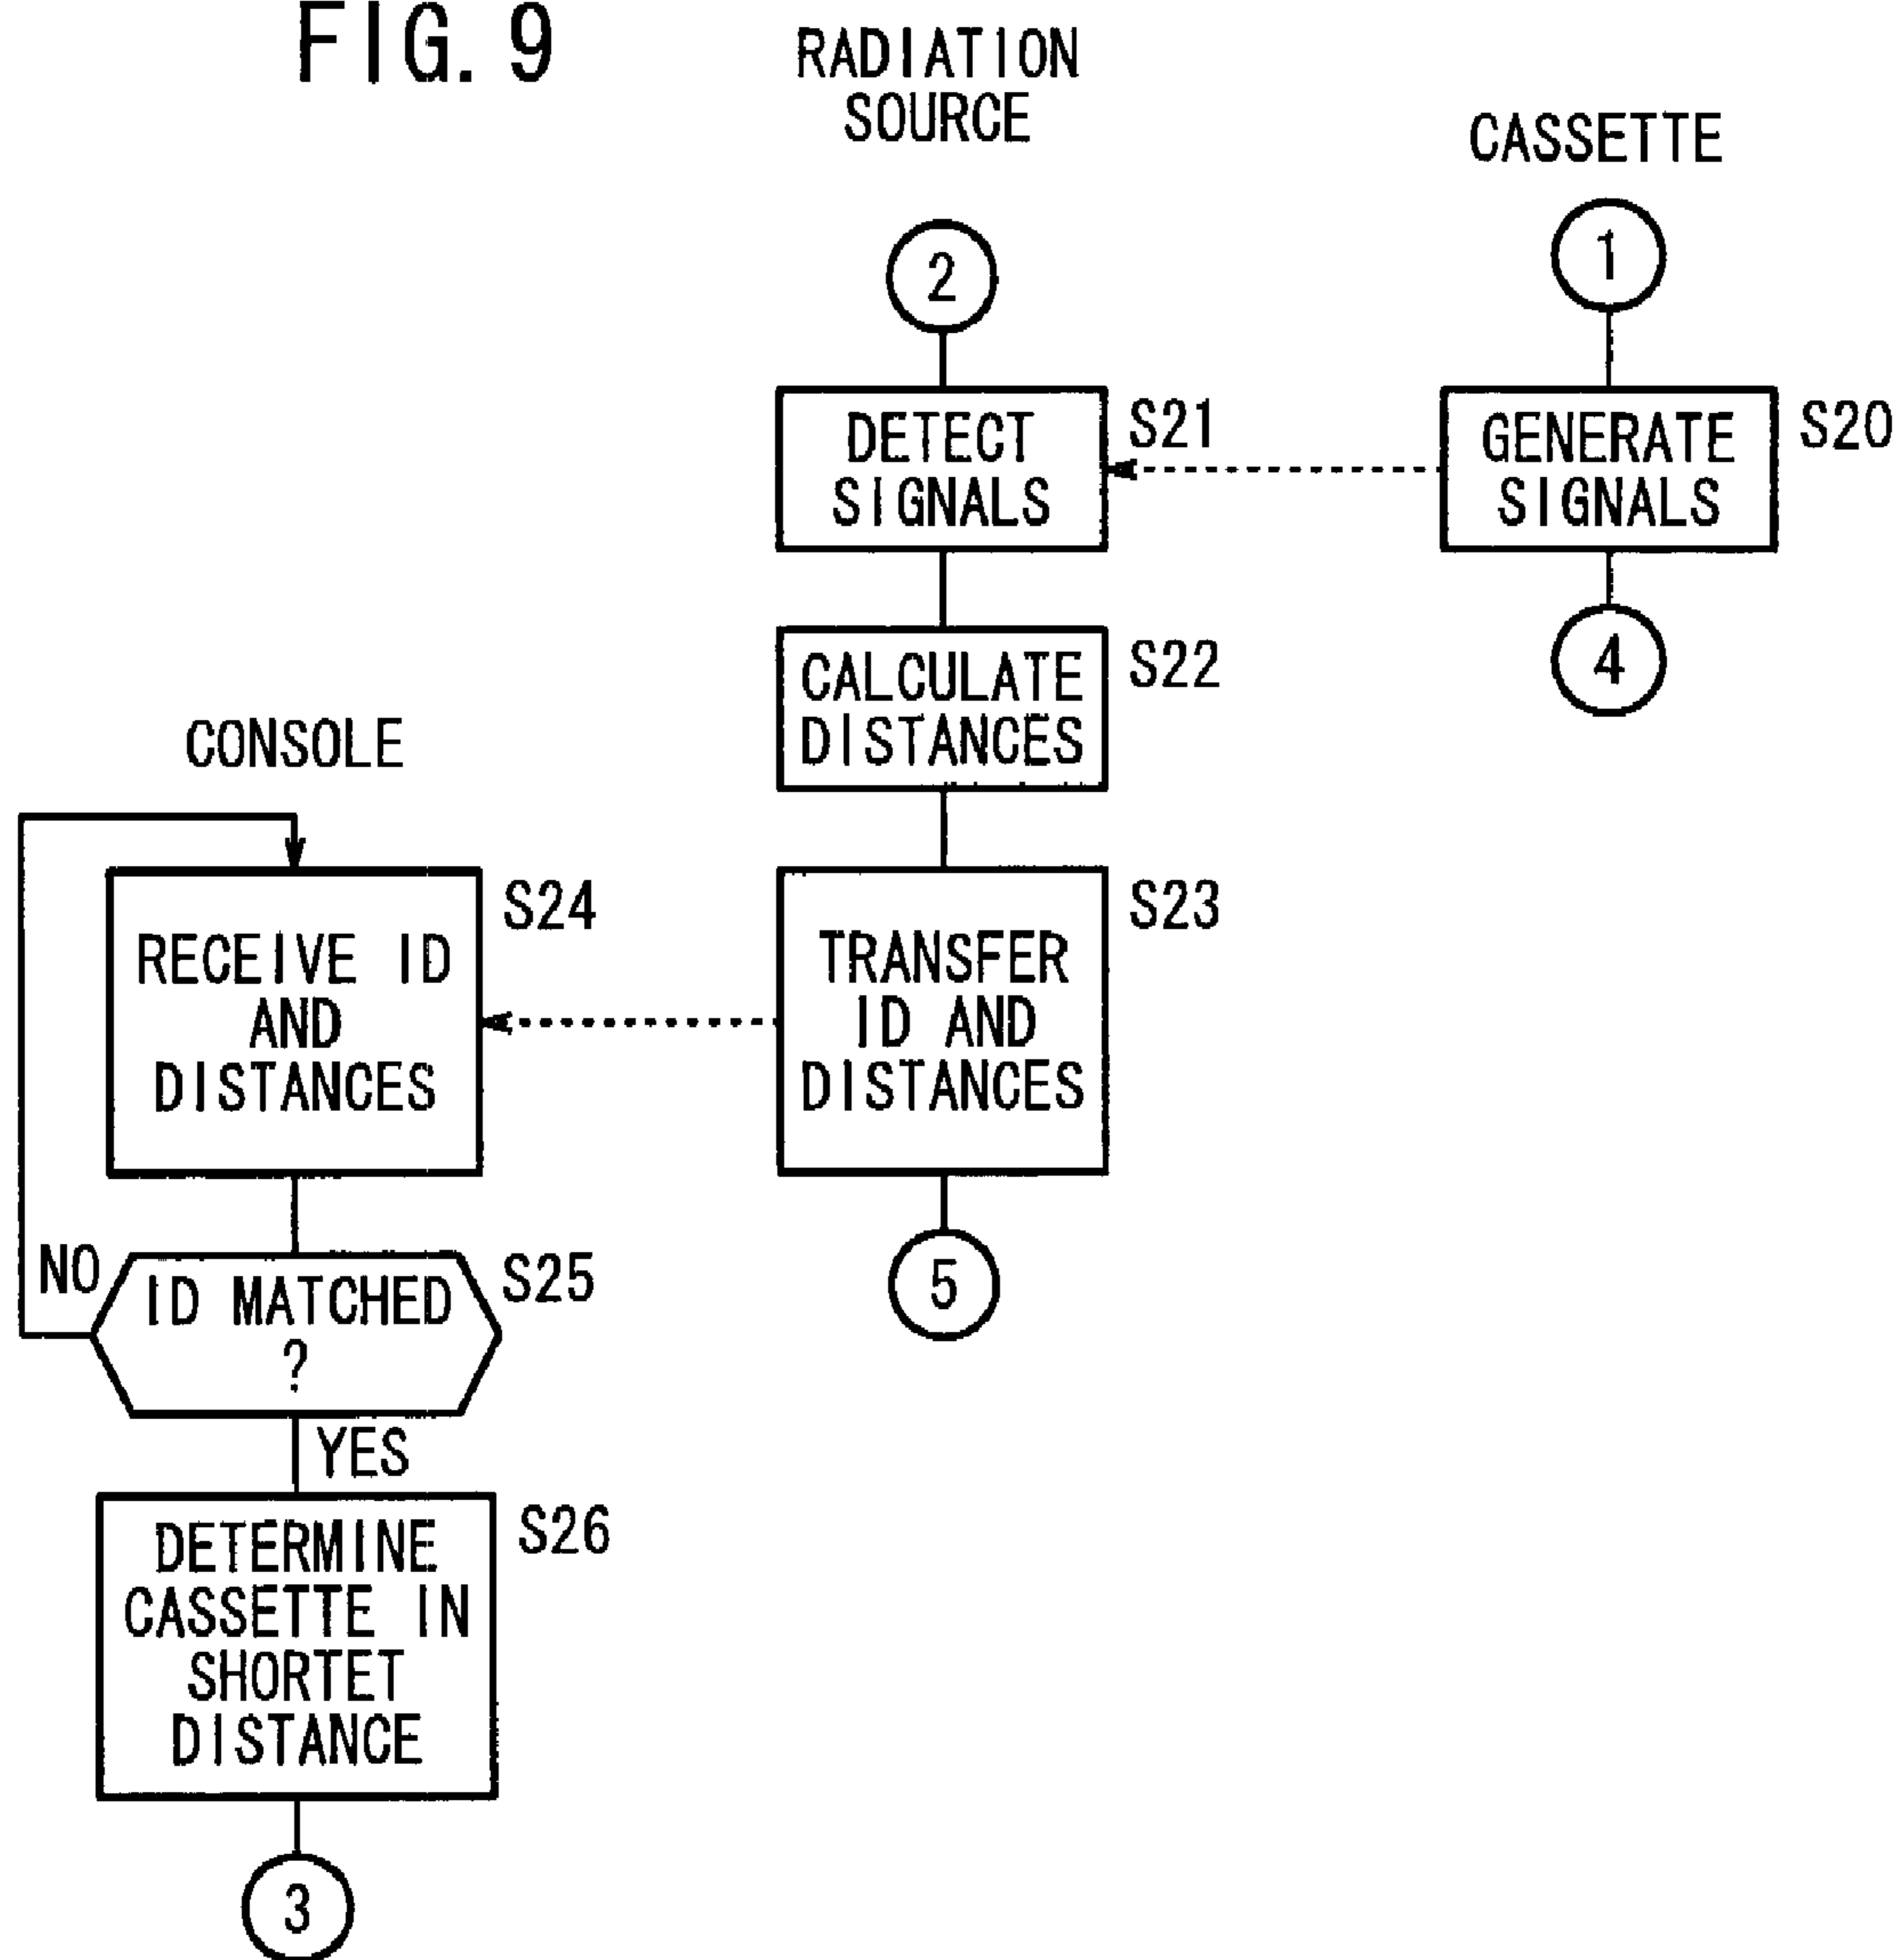 FIG. 9
RADIATION
SOURCE
CASSETTE
2
1
DETECT
SIGNALS
S21
GENERATE
SIGNALS
S20
CALCULATE
DISTANCES
S22
4
CONSOLE
RECEIVE ID
AND
DISTANCES
S24
TRANSFER
ID AND
DISTANCES
S23
NO
ID MATCHED
?
S25
5
YES
DETERMINE
CASSETTE IN
SHORTET
DISTANCE
S26
3